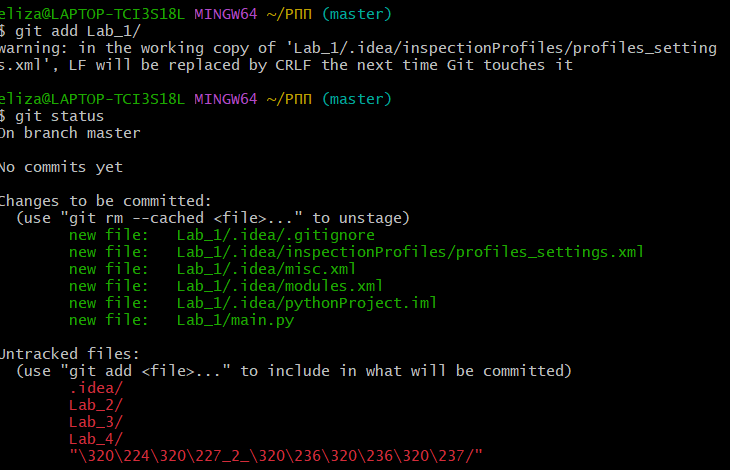 eliza@LAPTOP-TCI3S18L MINGW64 ~/РПП (master)
$ git add Lab_1/
warning: in the working copy of 'Lab_1/.idea/inspectionProfiles/profiles_setting
s.xml', LF will be replaced by CRLF the next time Git touches it
eliza@LAPTOP-TCI3S18L MINGW64 ~/РПП (master)
$ git status
On branch master
No commits yet
Changes to be committed:
(use "git rm --cached <file>..." to unstage)
new file: Lab_1/.idea/.gitignore
new file: Lab_1/.idea/inspectionProfiles/profiles_settings.xml
new file: Lab_1/.idea/misc.xml
new file: Lab_1/.idea/modules.xml
new file: Lab_1/.idea/pythonProject.iml
new file: Lab_1/main.py
Untracked files:
(use "git add <file>..." to include in what will be committed)
.idea/
Lab_2/
Lab_3/
Lab_4/
"\320\224\320\227_2_\320\236\320\236\320\237/"